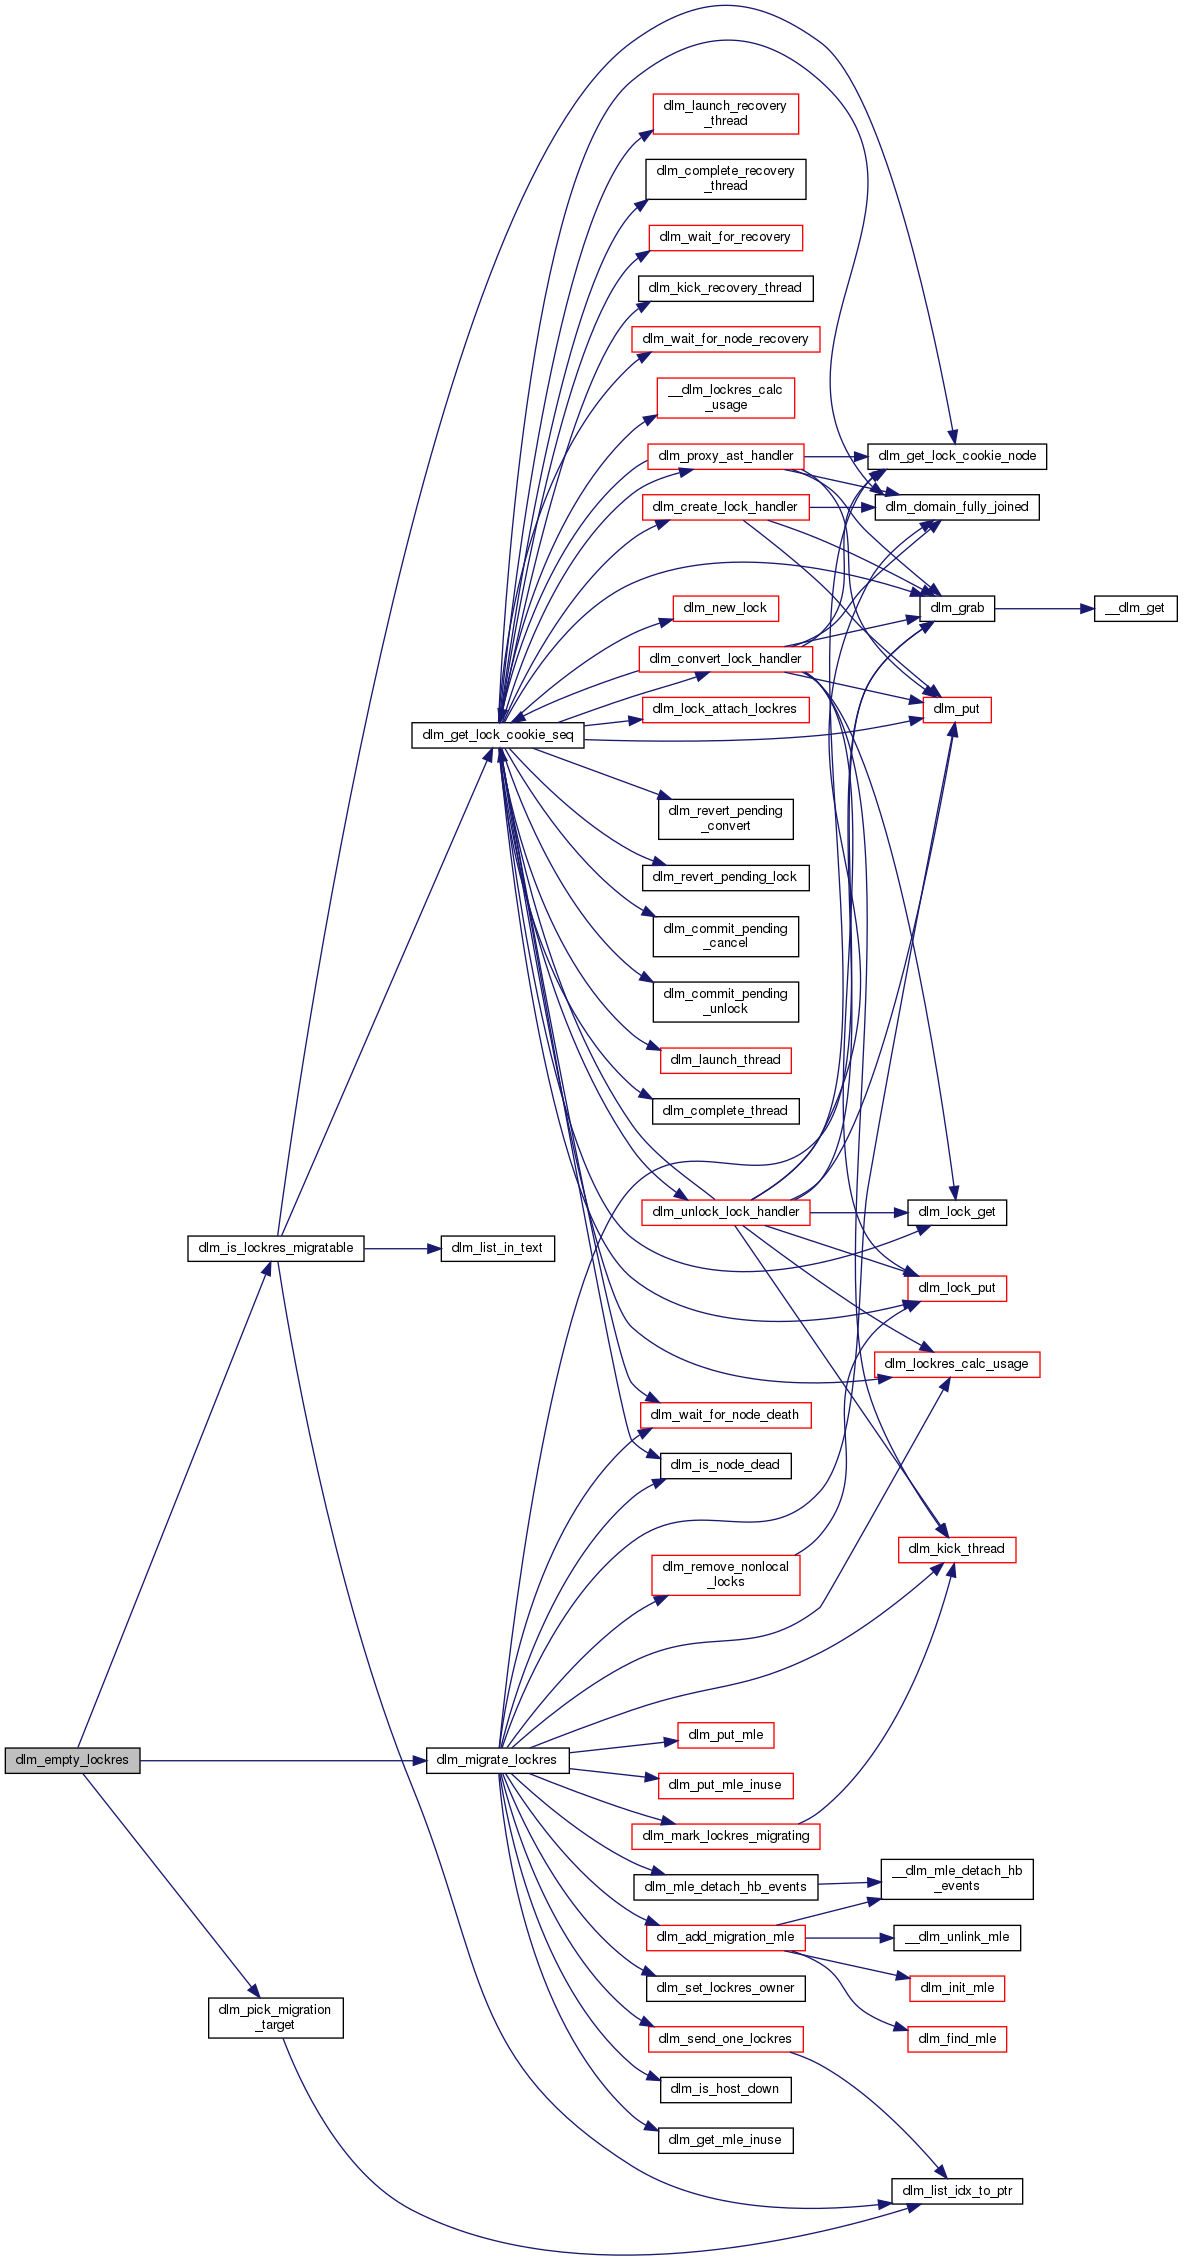 dlm_launch_recovery
_thread
dlm_complete_recovery
_thread
dlm_wait_for_recovery
dlm_kick_recovery_thread
dlm_wait_for_node_recovery
__dlm_lockres_calc
_usage
dlm_proxy_ast_handler
dlm_get_lock_cookie_node
dlm_create_lock_handler
dlm_domain_fully_joined
dlm_new_lock
dlm_grab
__dlm_get
dlm_convert_lock_handler
dlm_lock_attach_lockres
dlm_put
dlm_get_lock_cookie_seq
dlm_revert_pending
_convert
dlm_revert_pending_lock
dlm_commit_pending
_cancel
dlm_commit_pending
_unlock
dlm_launch_thread
dlm_complete_thread
dlm_unlock_lock_handler
dlm_lock_get
dlm_is_lockres_migratable
dlm_list_in_text
dlm_lock_put
dlm_lockres_calc_usage
dlm_wait_for_node_death
dlm_is_node_dead
dlm_kick_thread
dlm_remove_nonlocal
_locks
dlm_put_mle
dlm_empty_lockres
dlm_migrate_lockres
dlm_put_mle_inuse
dlm_mark_lockres_migrating
dlm_mle_detach_hb_events
__dlm_mle_detach_hb
_events
dlm_add_migration_mle
__dlm_unlink_mle
dlm_set_lockres_owner
dlm_init_mle
dlm_pick_migration
_target
dlm_send_one_lockres
dlm_find_mle
dlm_is_host_down
dlm_get_mle_inuse
dlm_list_idx_to_ptr